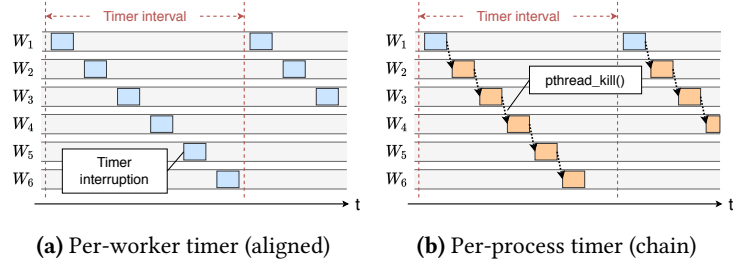 Timer interval
W1
W2
W3
W4
W5
W6
Timer
interruption
t
(a) Per-worker timer (aligned)
Timer interval
W1
W2
W3
W4
W5
W6
pthread_kill()
t
(b) Per-process timer (chain)